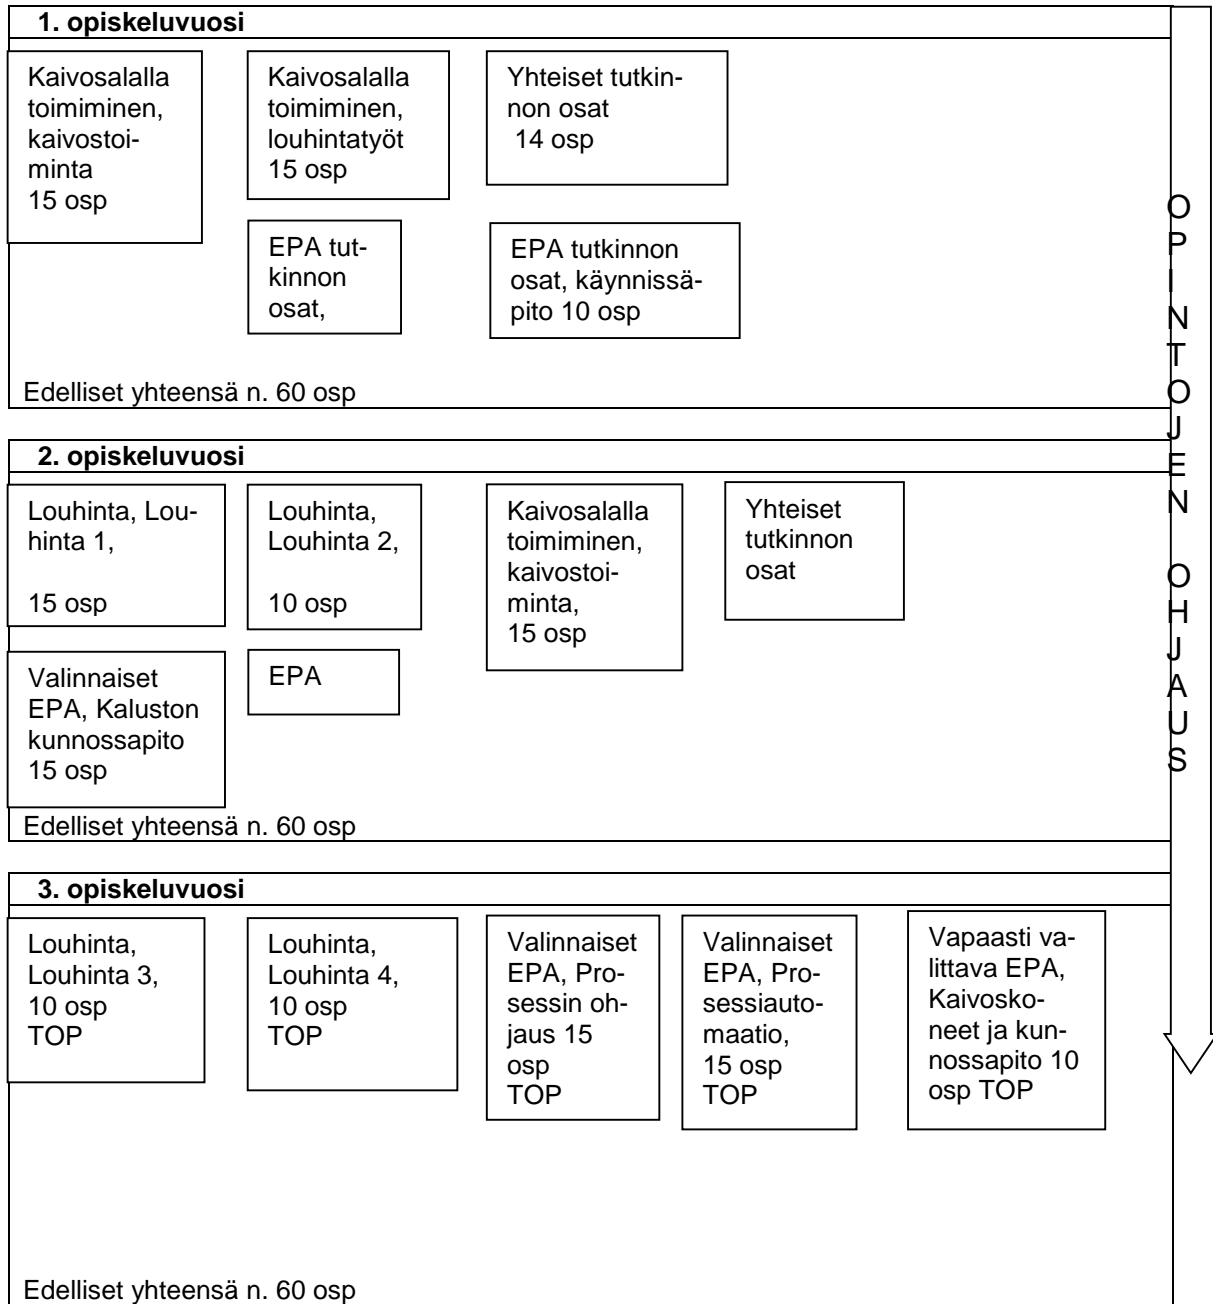 1. opiskeluvuosi
Kaivosalalla
toimiminen,
kaivostoi-
minta
15 osp
Kaivosalalla
toimiminen,
louhintatyöt
15 osp
Yhteiset tutkin-
non osat
14 osp
EPA tut-
kinnon
osat,
EPA tutkinnon
osat, käynnissä-
pito 10 osp
Edelliset yhteensä n. 60 osp
2. opiskeluvuosi
Louhinta, Lou-
hinta 1,
15 osp
Louhinta,
Louhinta 2,
10 osp
Kaivosalalla
toimiminen,
kaivostoi-
minta,
15 osp
Yhteiset
tutkinnon
osat
Valinnaiset
EPA, Kaluston
kunnossapito
15 osp
EPA
Edelliset yhteensä n. 60 osp
3. opiskeluvuosi
Louhinta,
Louhinta 3,
10 osp
TOP
Louhinta,
Louhinta 4,
10 osp
TOP
Valinnaiset
EPA, Pro-
sessin oh-
jaus 15
osp
TOP
Valinnaiset
EPA, Pro-
sessiauto-
maatio,
15 osp
TOP
Vapaasti va-
littava EPA,
Kaivosko-
neet ja kun-
nossapito 10
osp TOP
Edelliset yhteensä n. 60 osp
O
P
I
N
T
O
J
E
N
O
H
J
A
U
S